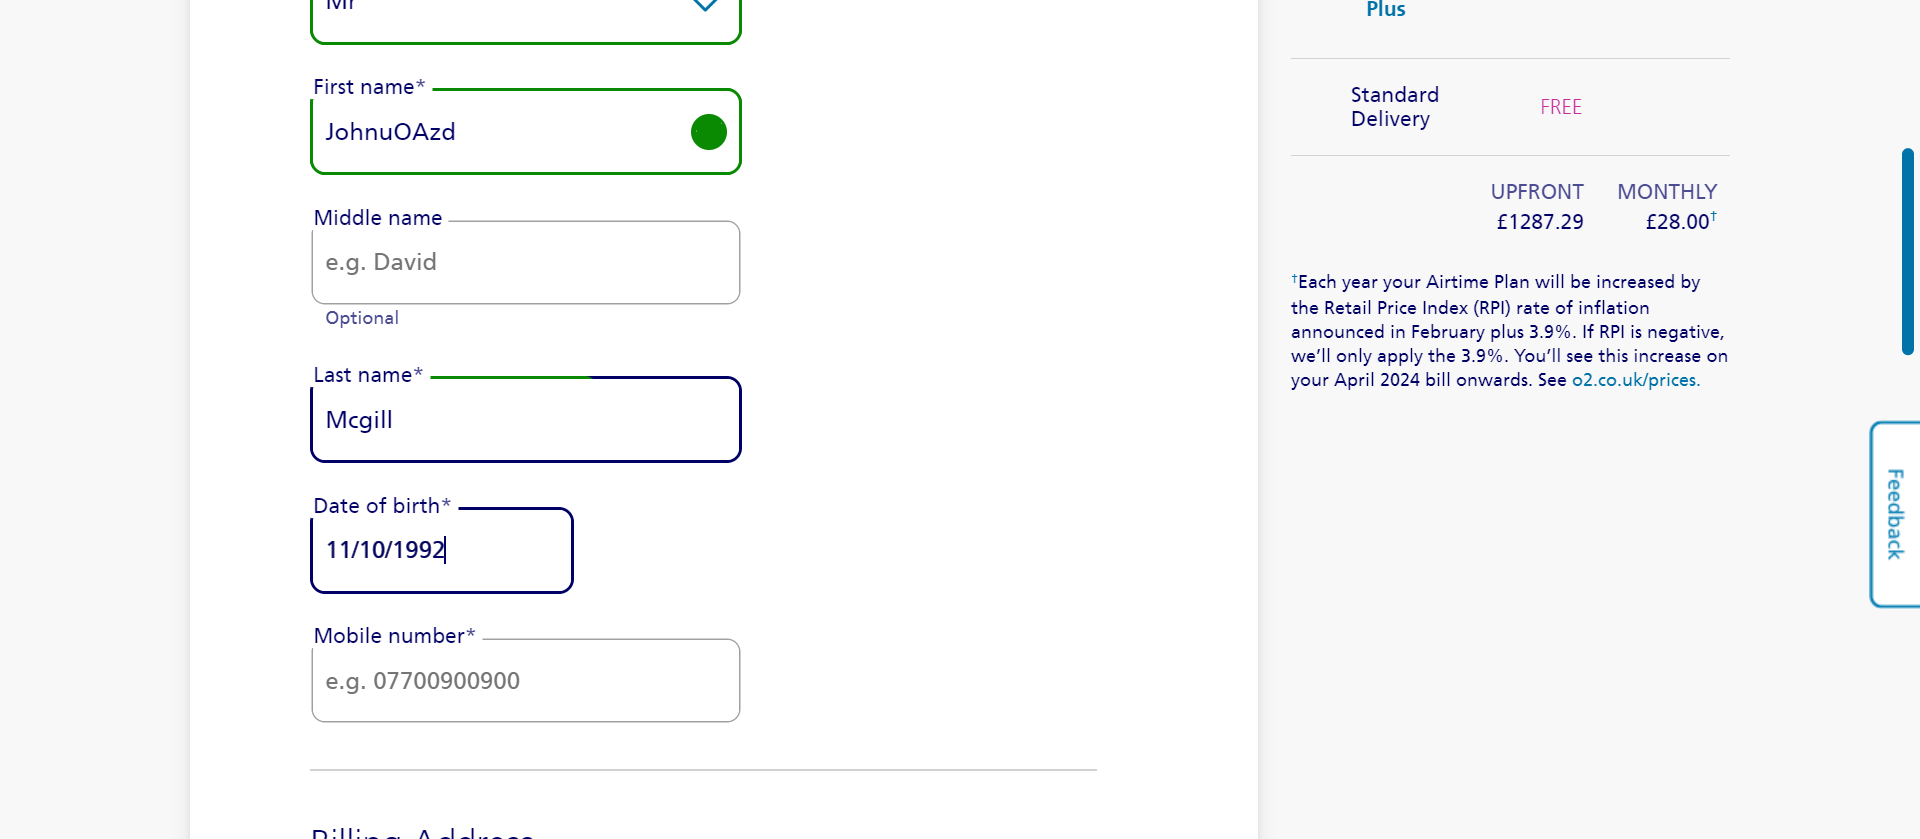 Mr
First name*
JohnuOAzd
Middle name
e.g. David
Optional
Last name*
Mcgill
Date of birth*
11/10/1992
Mobile number*
e.g. 07700900900
Billing Address
Plus
Standard
Delivery
FREE
UPFRONT MONTHLY
£1287.29 £28.00†
†Each year your Airtime Plan will be increased by
the Retail Price Index (RPI) rate of inflation
announced in February plus 3.9%. If RPI is negative,
we’ll only apply the 3.9%. You’ll see this increase on
your April 2024 bill onwards. See o2.co.uk/prices.
Feedback